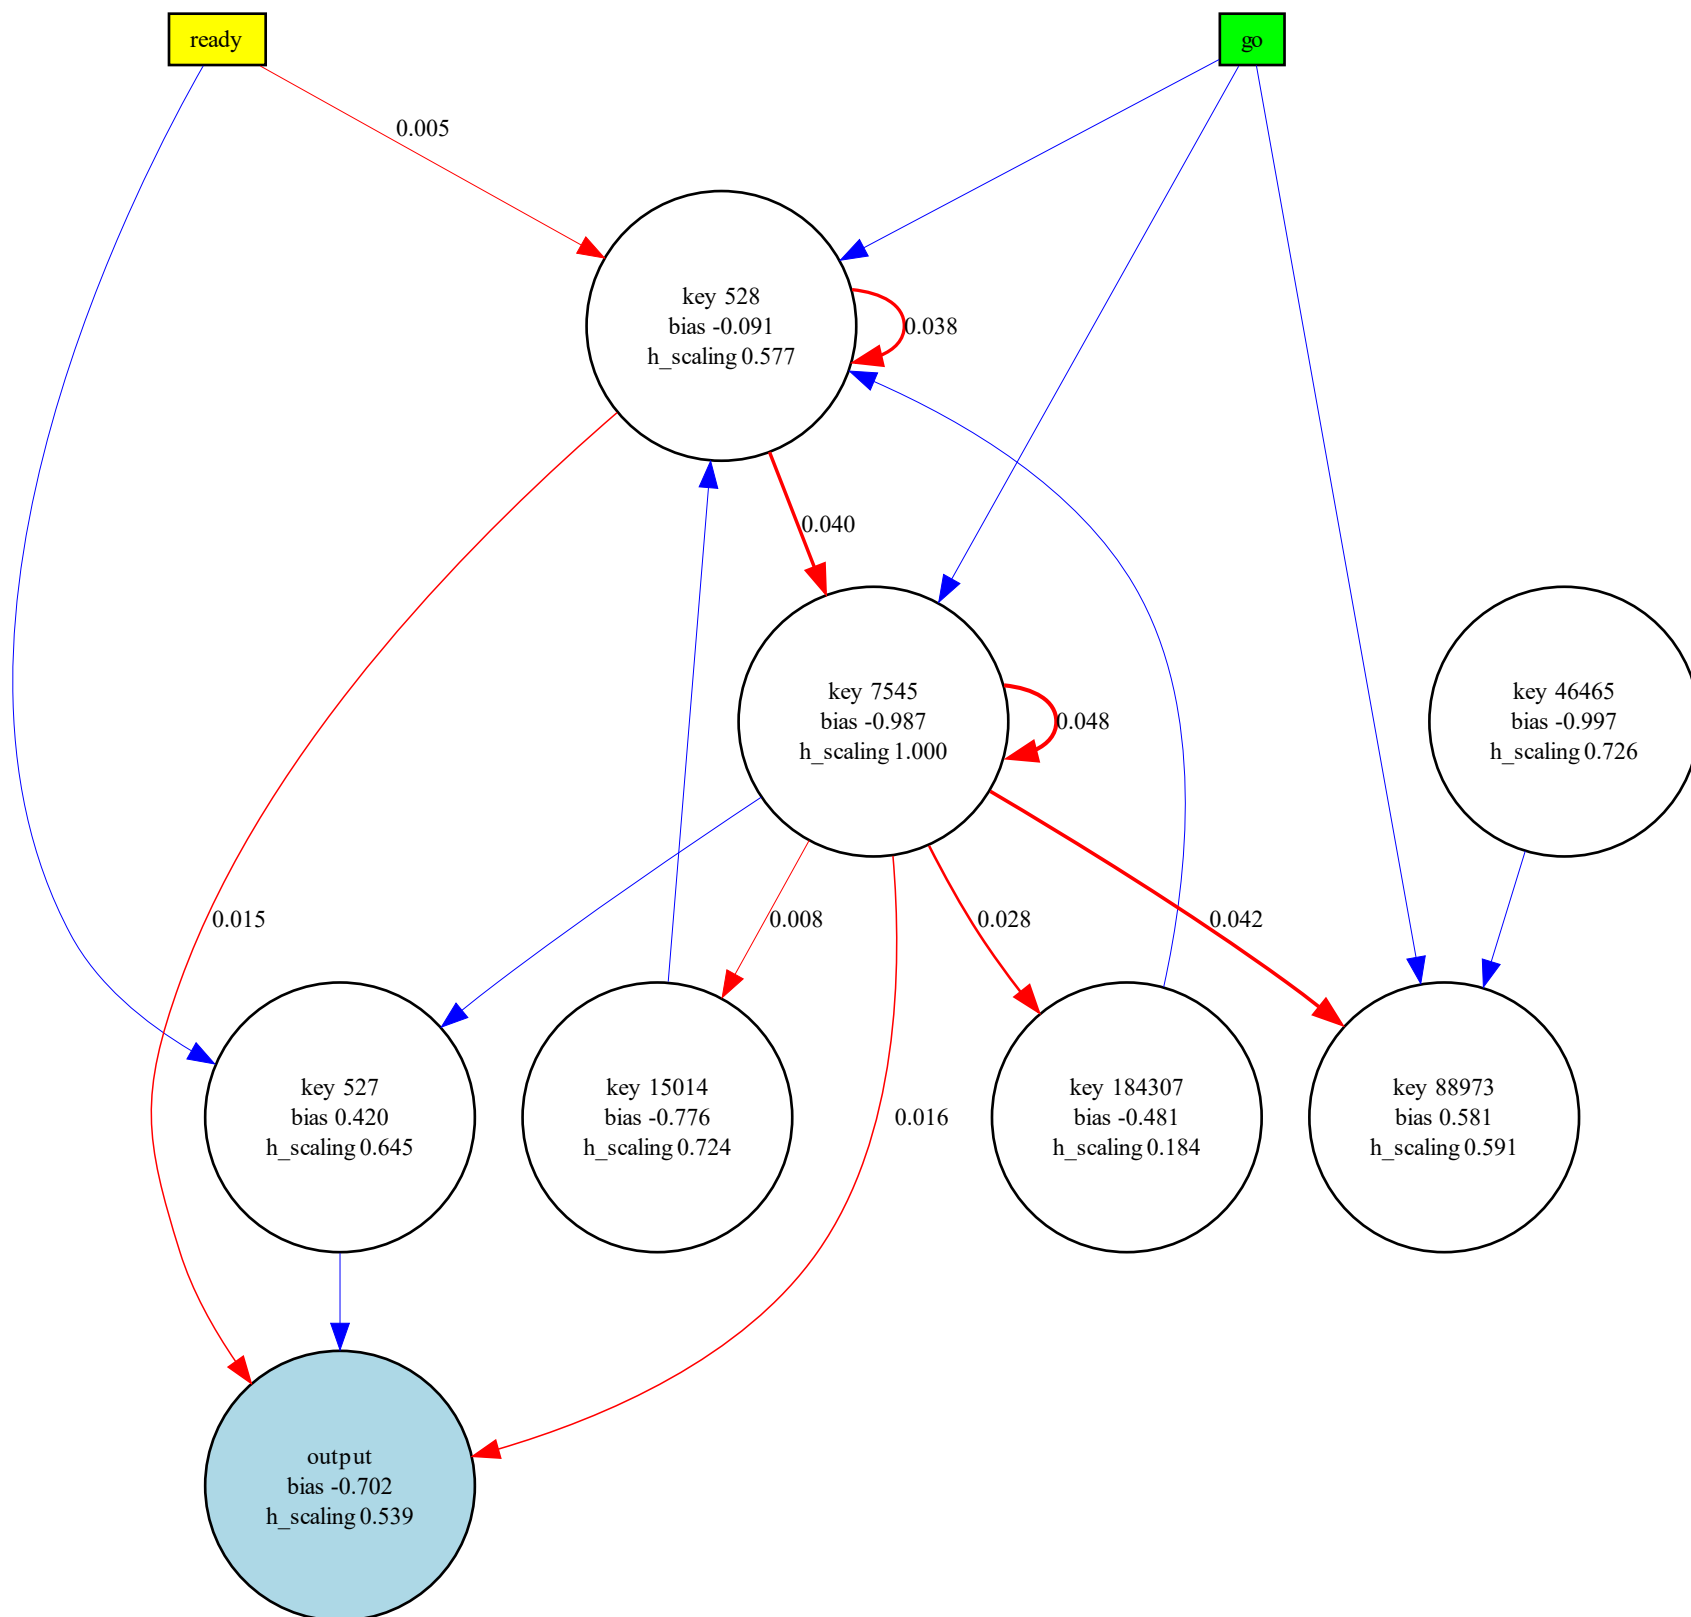 ready
go
0.005
key 528
bias -0.091
h_scaling 0.577
0.038
0.040
key 7545
bias -0.987
h_scaling 1.000
0.048
key 46465
bias -0.997
h_scaling 0.726
0.015
0.008
0.028
0.042
key 527
bias 0.420
h_scaling 0.645
key 15014
bias -0.776
h_scaling 0.724
0.016
key 184307
bias -0.481
h_scaling 0.184
key 88973
bias 0.581
h_scaling 0.591
output
bias -0.702
h_scaling 0.539